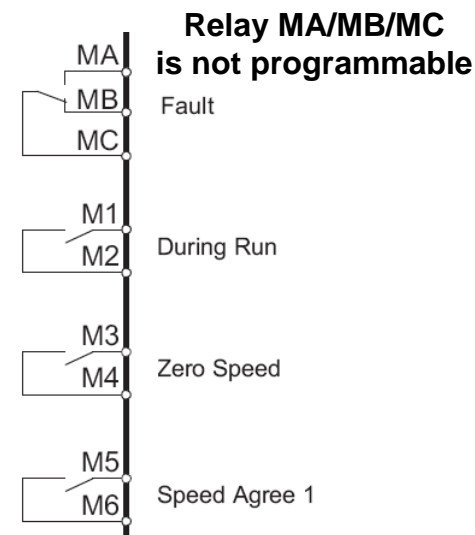 Relay MA/MB/MC
is not programmable
MA
MB
Fault
MC
M1
During Run
M2
M3
Zero Speed
M4
M5
Speed Agree 1
M6